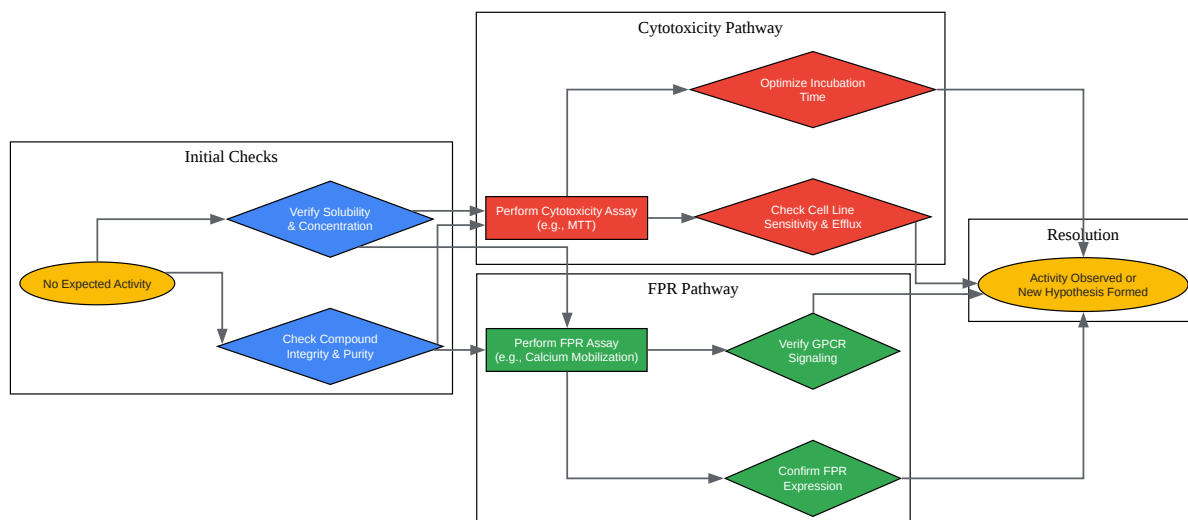 Initial Checks
No Expected Activity
Verify Solubility
& Concentration
Check Compound
Integrity & Purity
Cytotoxicity Pathway
Perform Cytotoxicity Assay
(e.g., MTT)
Optimize Incubation
Time
Check Cell Line
Sensitivity & Efflux
FPR Pathway
Perform FPR Assay
(e.g., Calcium Mobilization)
Verify GPCR
Signaling
Confirm FPR
Expression
Resolution
Activity Observed or
New Hypothesis Formed